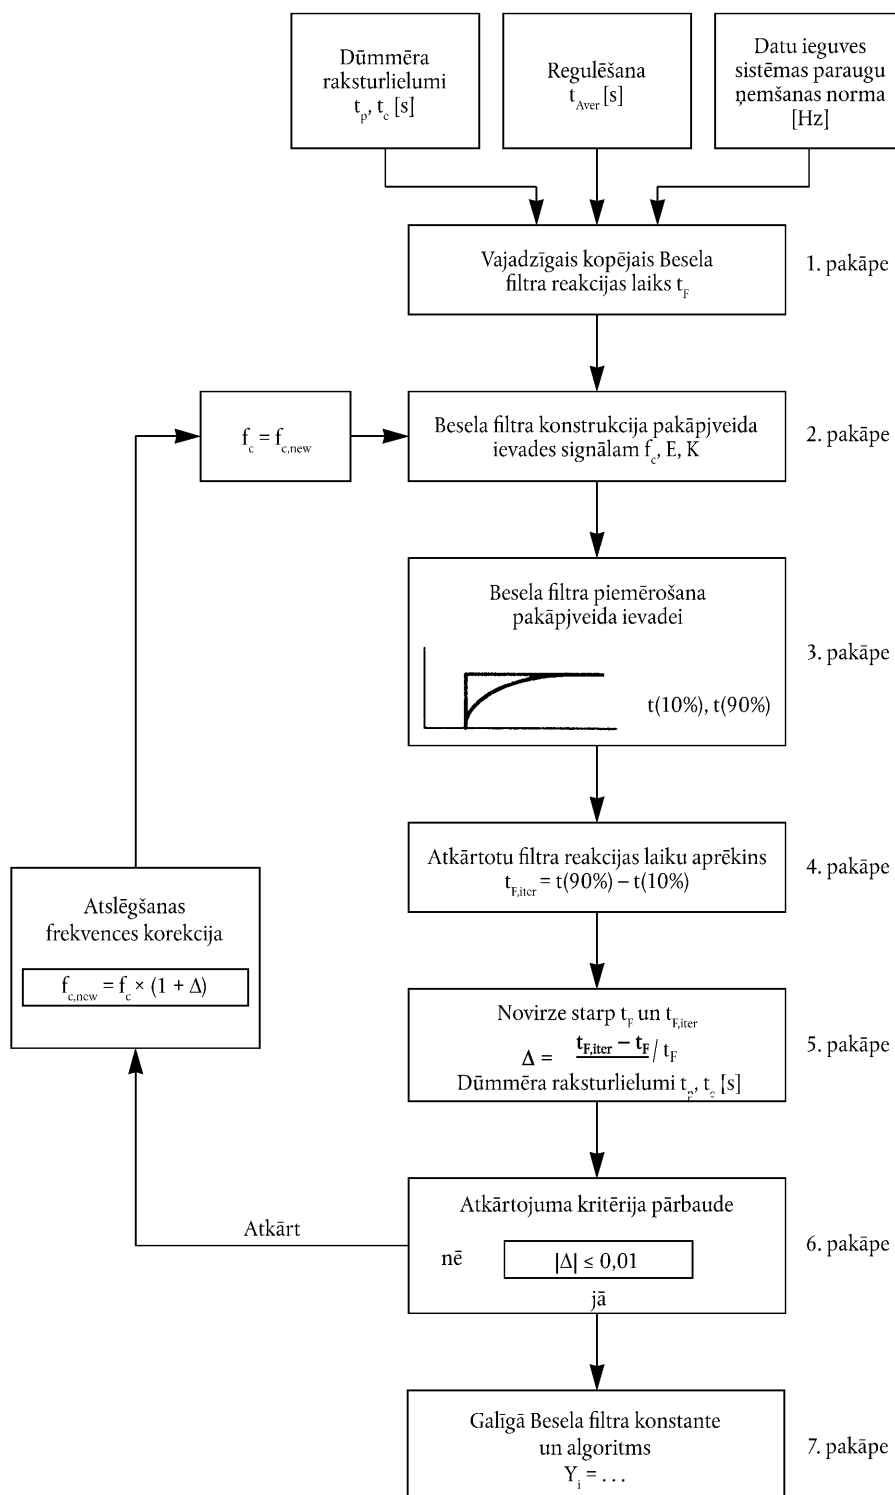 Dūmmēra
raksturlielumi
t_p, t_c [s]
Regulēšana
t_Aver [s]
Datu ieguves
sistēmas paraugu
ņemšanas norma
[Hz]
Vajadzīgais kopējais Besela
filtra reakcijas laiks t_F
1. pakāpe
f_c = f_c,new
Besela filtra konstrukcija pakāpjveida
ievades signālam f_c, E, K
2. pakāpe
Besela filtra piemērošana
pakāpjveida ievadei
t(10%), t(90%)
3. pakāpe
Atkārtotu filtra reakcijas laiku aprēķins
t_F,iter = t(90%) – t(10%)
4. pakāpe
Atslēgšanas
frekvences korekcija
f_c,new = f_c × (1 + Δ)
Novirze starp t_F un t_F,iter
Δ = t_F,iter – t_F / t_F
Dūmmēra raksturlielumi t_p, t_c [s]
5. pakāpe
Atkārtojuma kritērija pārbaude
Atkārt
nē
|Δ| ≤ 0,01
jā
6. pakāpe
Galīgā Besela filtra konstante
un algoritms
Y_i = . . .
7. pakāpe